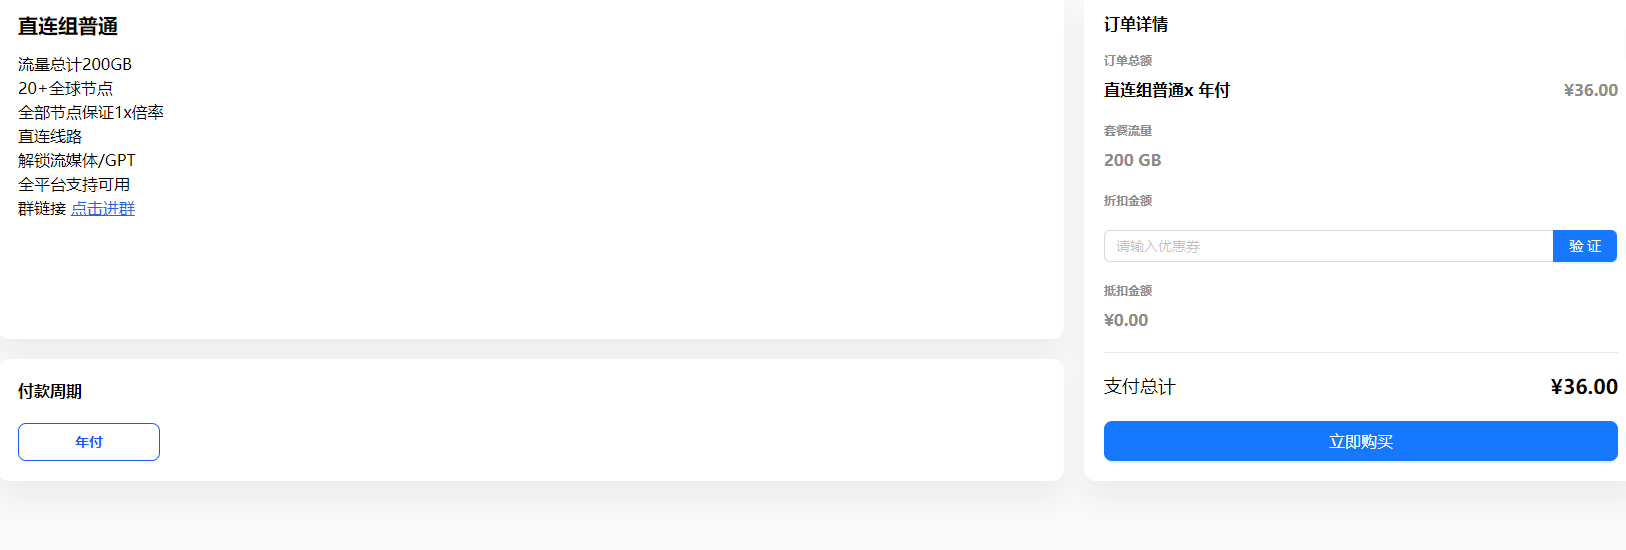 直连组普通
流量总计200GB
20+全球节点
全部节点保证1x倍率
直连线路
解锁流媒体/GPT
全平台支持可用
群链接 点击进群
付款周期
年付
订单详情
订单总额
直连组普通x 年付 ¥36.00
套餐流量
200 GB
折扣金额
请输入优惠券 验 证
抵扣金额
¥0.00
支付总计 ¥36.00
立即购买